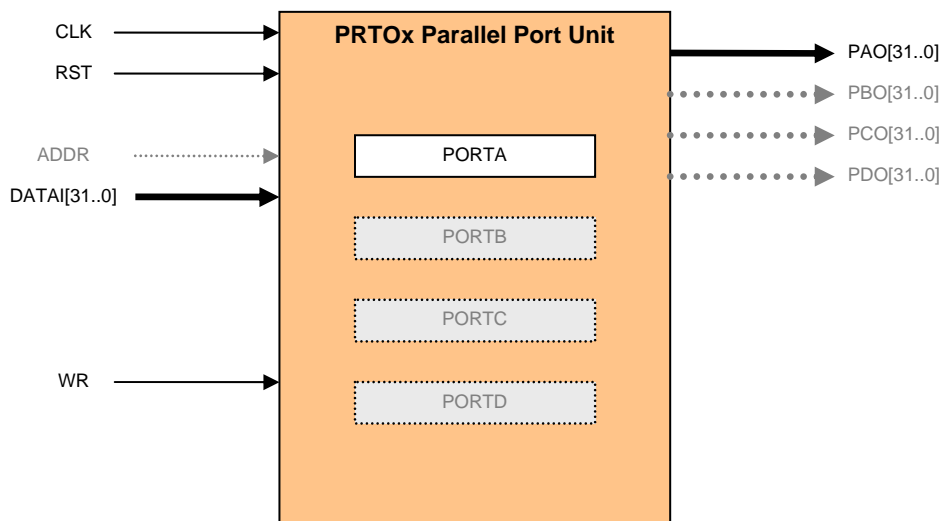 PRTOx Parallel Port Unit
CLK
RST
ADDR
DATAI[31..0]
WR
PORTA
PORTB
PORTC
PORTD
PAO[31..0]
PBO[31..0]
PCO[31..0]
PDO[31..0]